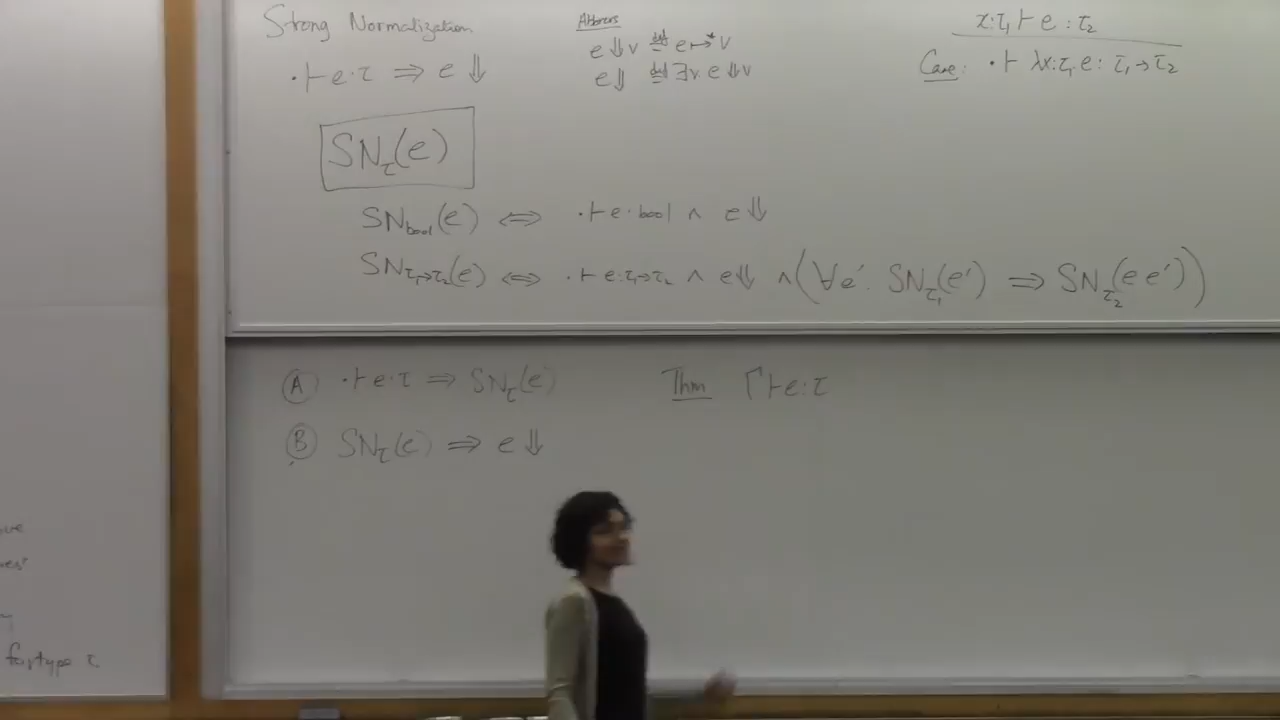 Strong Normalization
· ⊢ e : τ ⇒ e ⇓
e ⇓ v ≝ e ↦* v
e ⇓ ≝ ∃v. e ⇓ v
x:τ₁ ⊢ e : τ₂
Case: · ⊢ λx:τ₁. e : τ₁→τ₂
SN_τ(e)
SN_bool(e) ⇔ · ⊢ e : bool ∧ e ⇓
SN_τ₁→τ₂(e) ⇔ · ⊢ e : τ₁→τ₂ ∧ e ⇓ ∧ (∀e'. SN_τ₁(e') ⇒ SN_τ₂(e e'))
Ⓐ · ⊢ e : τ ⇒ SN_τ(e)
Ⓑ SN_τ(e) ⇒ e ⇓
Thm Γ ⊢ e : τ
for type τ